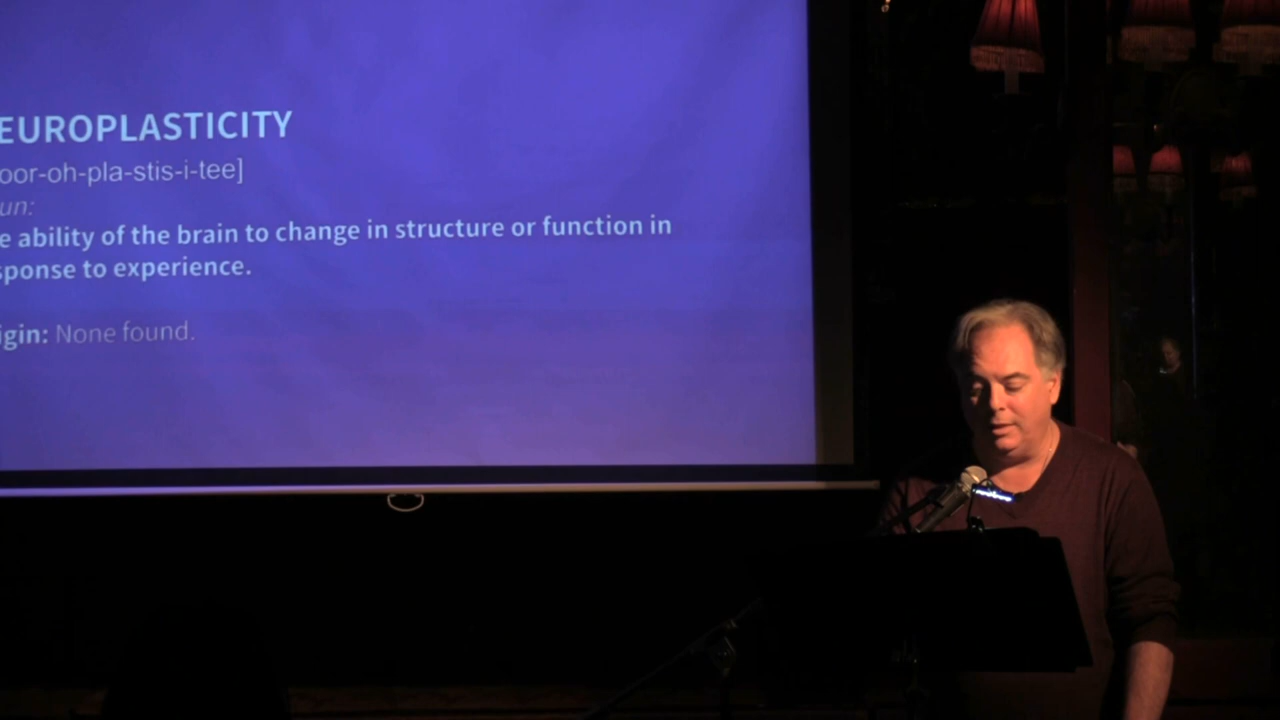 EUROPLASTICITY
oor-oh-pla-stis-i-tee]
un:
e ability of the brain to change in structure or function in
sponse to experience.
igin: None found.